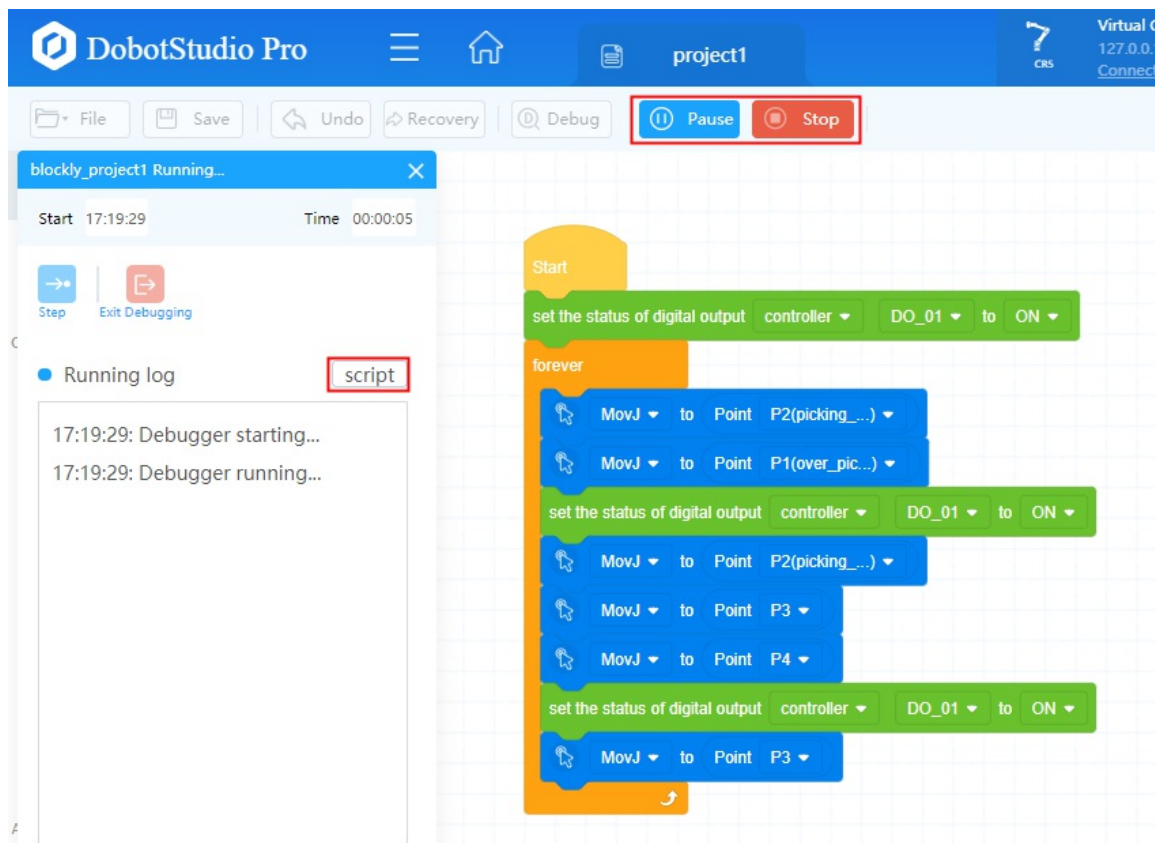 DobotStudio Pro
project1
CRS
Virtual
127.0.0.
Connect
File Save Undo Recovery Debug Pause Stop
blockly_project1 Running...
Start 17:19:29 Time 00:00:05
Step Exit Debugging
Running log script
17:19:29: Debugger starting...
17:19:29: Debugger running...
Start
set the status of digital output controller DO_01 to ON
forever
MovJ to Point P2(picking_...)
MovJ to Point P1(over_pic...)
set the status of digital output controller DO_01 to ON
MovJ to Point P2(picking_...)
MovJ to Point P3
MovJ to Point P4
set the status of digital output controller DO_01 to ON
MovJ to Point P3